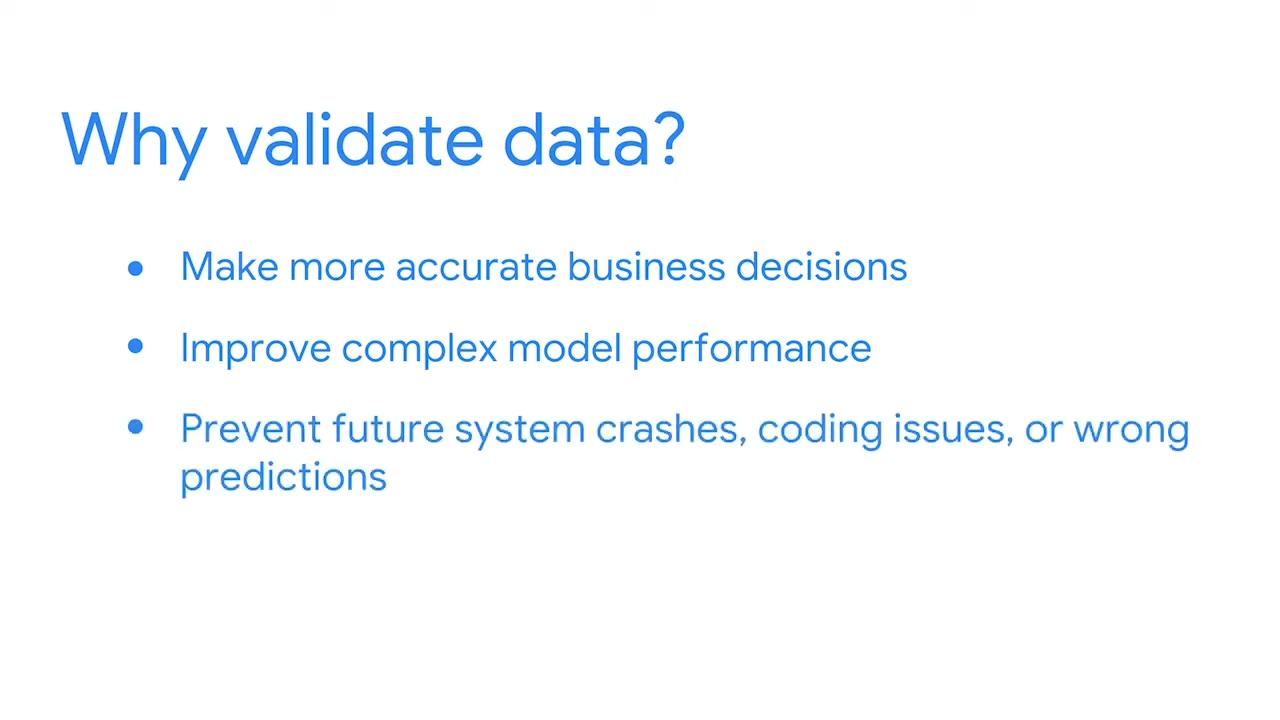 Why validate data?
● Make more accurate business decisions
● Improve complex model performance
● Prevent future system crashes, coding issues, or wrong
predictions